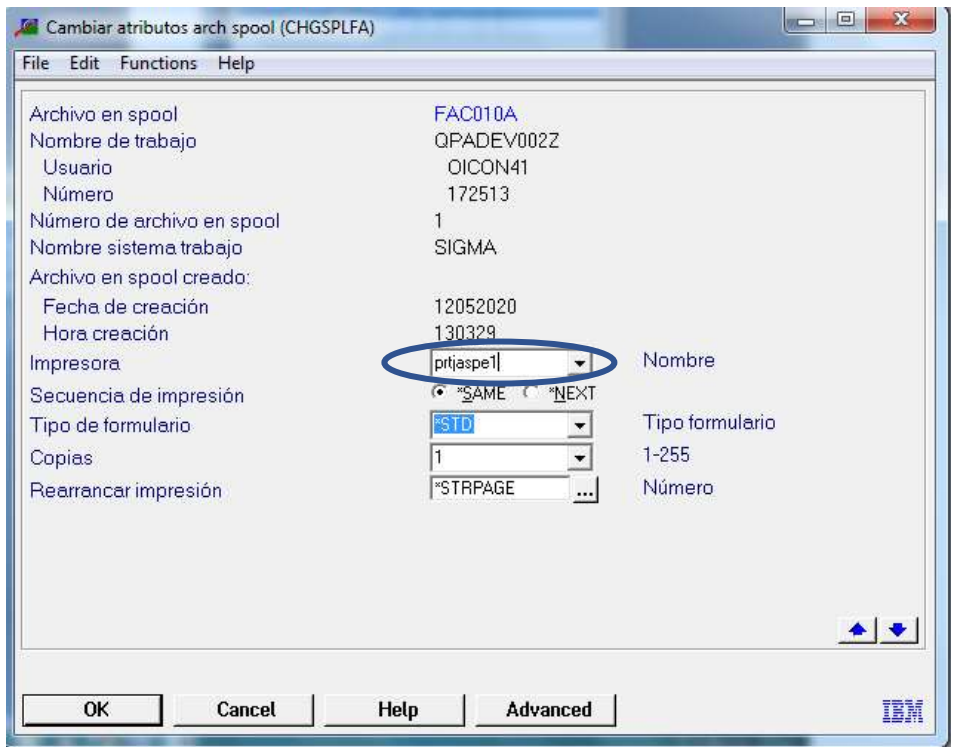 Cambiar atributos arch spool (CHGSPLFA)
File Edit Functions Help
Archivo en spool FAC010A
Nombre de trabajo QPADEV002Z
Usuario OICON41
Número 172513
Número de archivo en spool 1
Nombre sistema trabajo SIGMA
Archivo en spool creado:
Fecha de creación 12052020
Hora creación 130329
Impresora prtjaspe1 Nombre
Secuencia de impresión *SAME *NEXT
Tipo de formulario *STD Tipo formulario
Copias 1 1-255
Rearrancar impresión *STRPAGE ... Número
OK Cancel Help Advanced IBM